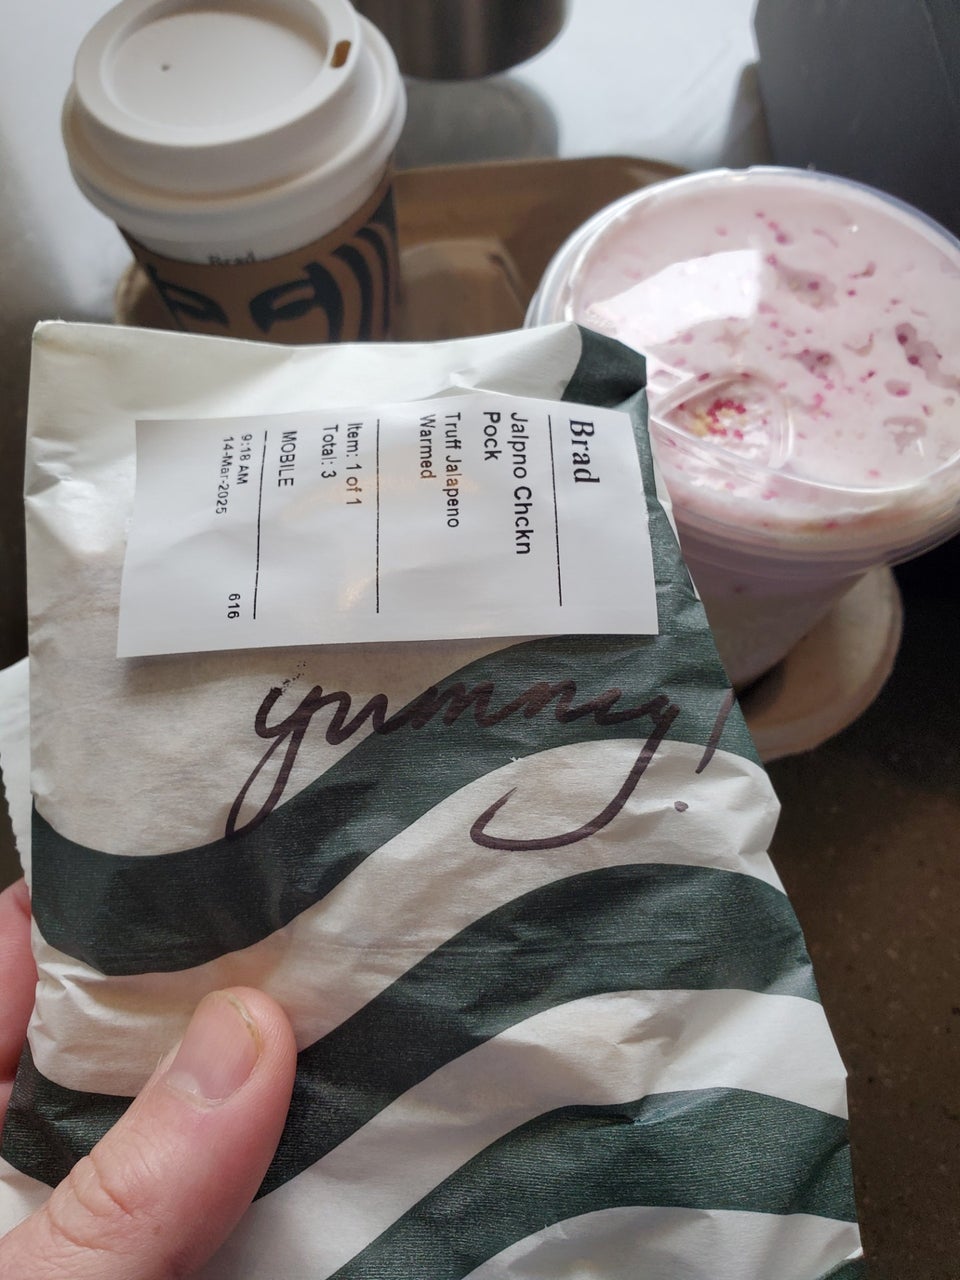 Brad
Brad
Jalpno Chckn
Pock
Truff Jalapeno
Warmed
Item: 1 of 1
Total: 3
MOBILE
9:18 AM
14-Mar-2025 616
yummy!